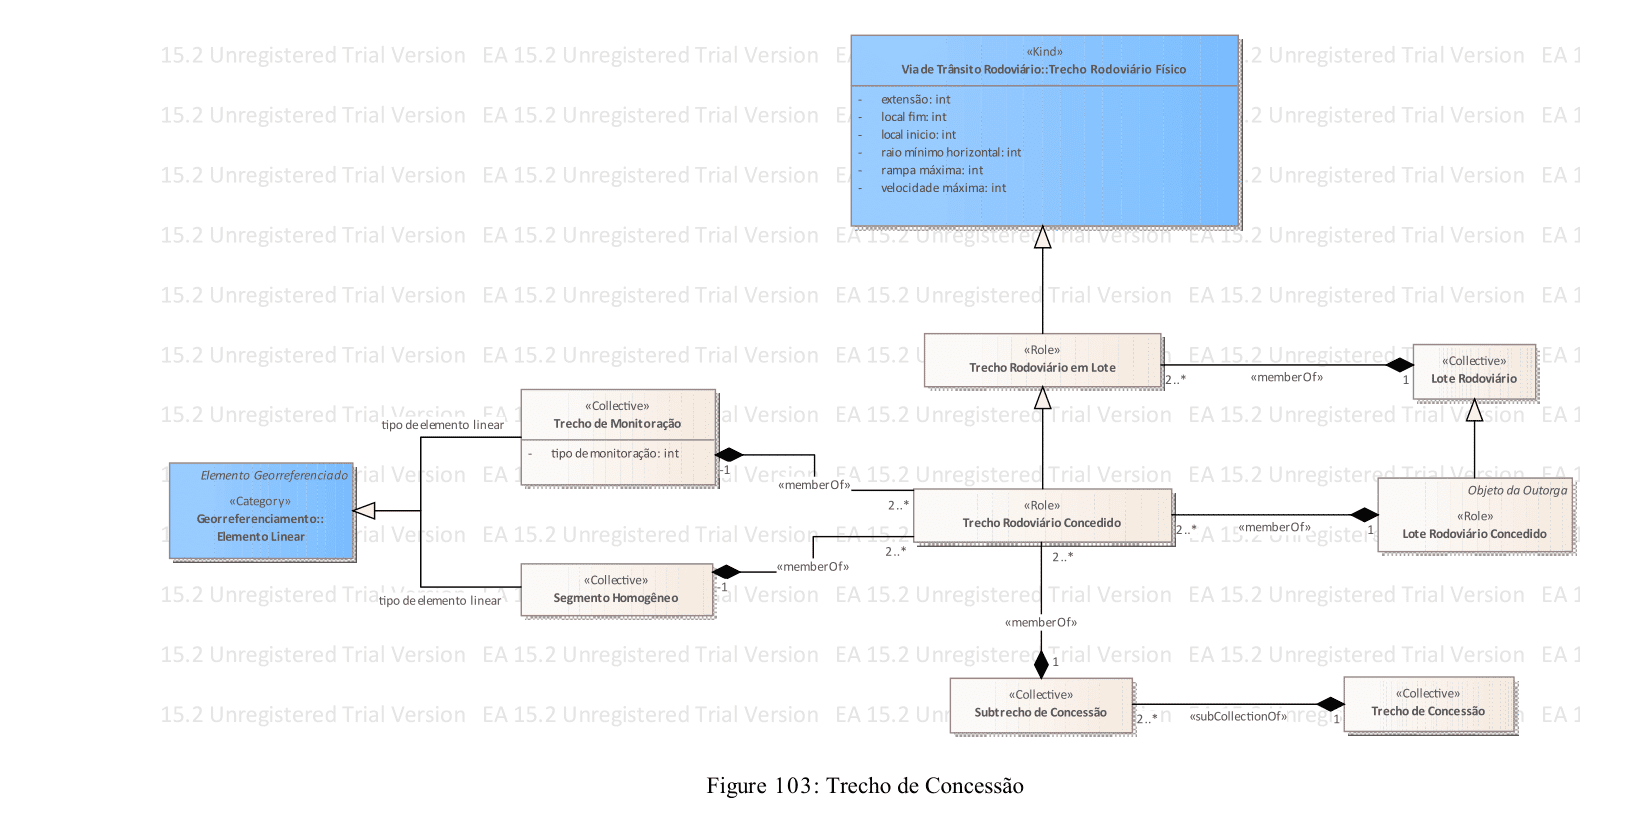 15.2 Unregistered Trial Version EA 15.2 Unregistered Trial Version EA 15.2 Unregistered Trial Version EA 1
«Kind»
Via de Trânsito Rodoviário::Trecho Rodoviário Físico
- extensão: int
- local fim: int
- local inicio: int
- raio mínimo horizontal: int
- rampa máxima: int
- velocidade máxima: int
«Role»
Trecho Rodoviário em Lote
2..*
«memberOf»
1
«Collective»
Lote Rodoviário
«Collective»
Trecho de Monitoração
- tipo de monitoração: int
tipo de elemento linear
-1
«memberOf»
2..*
Elemento Georreferenciado
«Category»
Georreferenciamento::
Elemento Linear
«Role»
Trecho Rodoviário Concedido
2..*
«memberOf»
1
Objeto da Outorga
«Role»
Lote Rodoviário Concedido
2..*
«memberOf»
-1
«Collective»
Segmento Homogêneo
tipo de elemento linear
2..*
«memberOf»
1
«Collective»
Subtrecho de Concessão
2..*
«subCollectionOf»
1
«Collective»
Trecho de Concessão
Figure 103: Trecho de Concessão